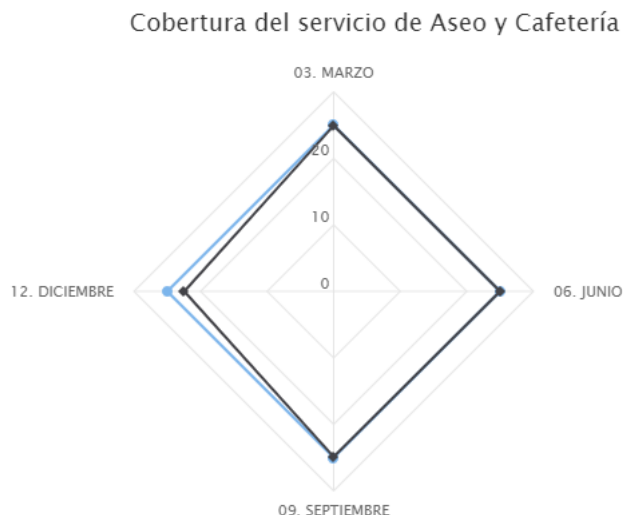 Cobertura del servicio de Aseo y Cafetería
03. MARZO
20
10
0
12. DICIEMBRE
06. JUNIO
09. SEPTIEMBRE